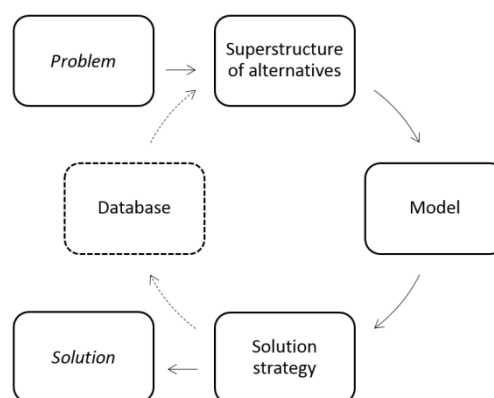 Problem
Superstructure
of alternatives
Database
Model
Solution
Solution
strategy